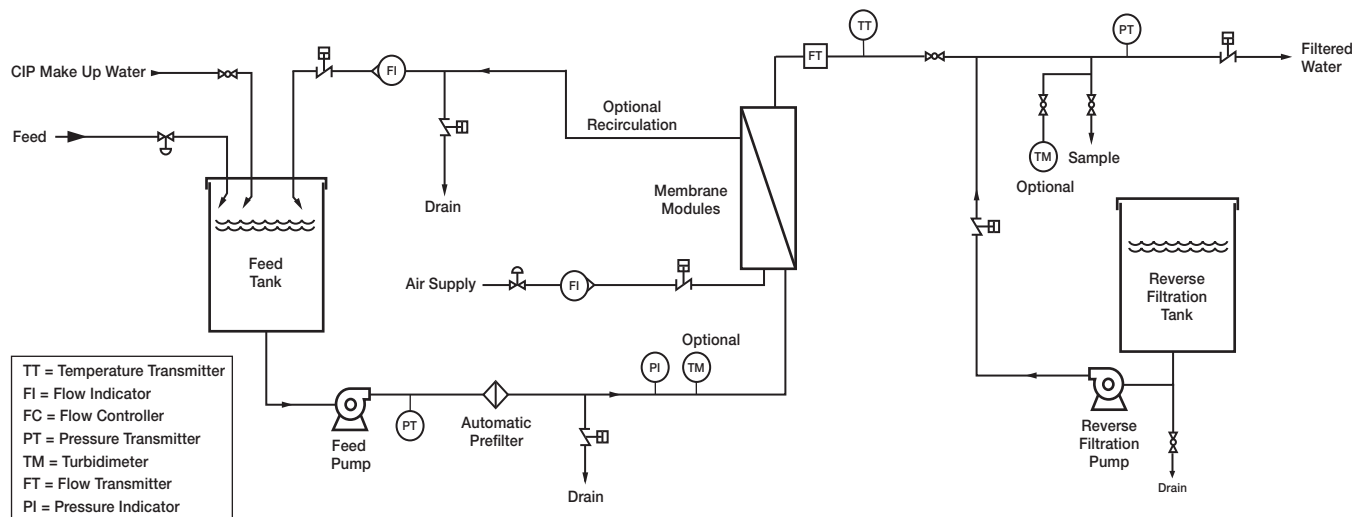 CIP Make Up Water
Feed
FI
Optional
Recirculation
Drain
Feed
Tank
Air Supply
FI
Membrane
Modules
FT
TT
PT
Filtered
Water
TM
Optional
Sample
Reverse
Filtration
Tank
Reverse
Filtration
Pump
Drain
Feed
Pump
PT
Automatic
Prefilter
Drain
PI
TM
Optional
TT = Temperature Transmitter
FI = Flow Indicator
FC = Flow Controller
PT = Pressure Transmitter
TM = Turbidimeter
FT = Flow Transmitter
PI = Pressure Indicator